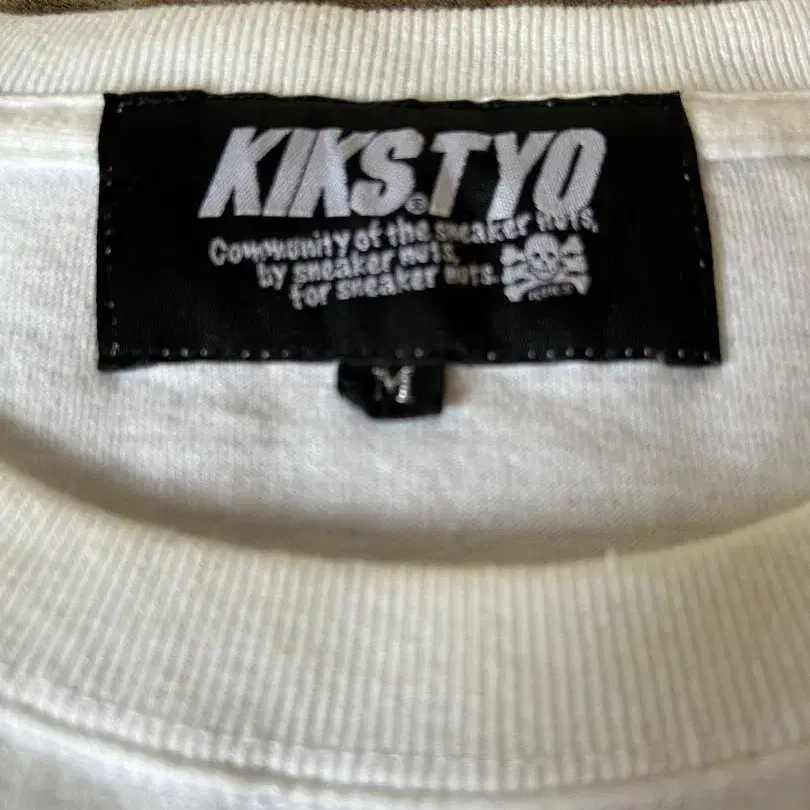 KIKS®TYO
Community of the sneaker nuts,
by sneaker nuts,
for sneaker nuts.
M